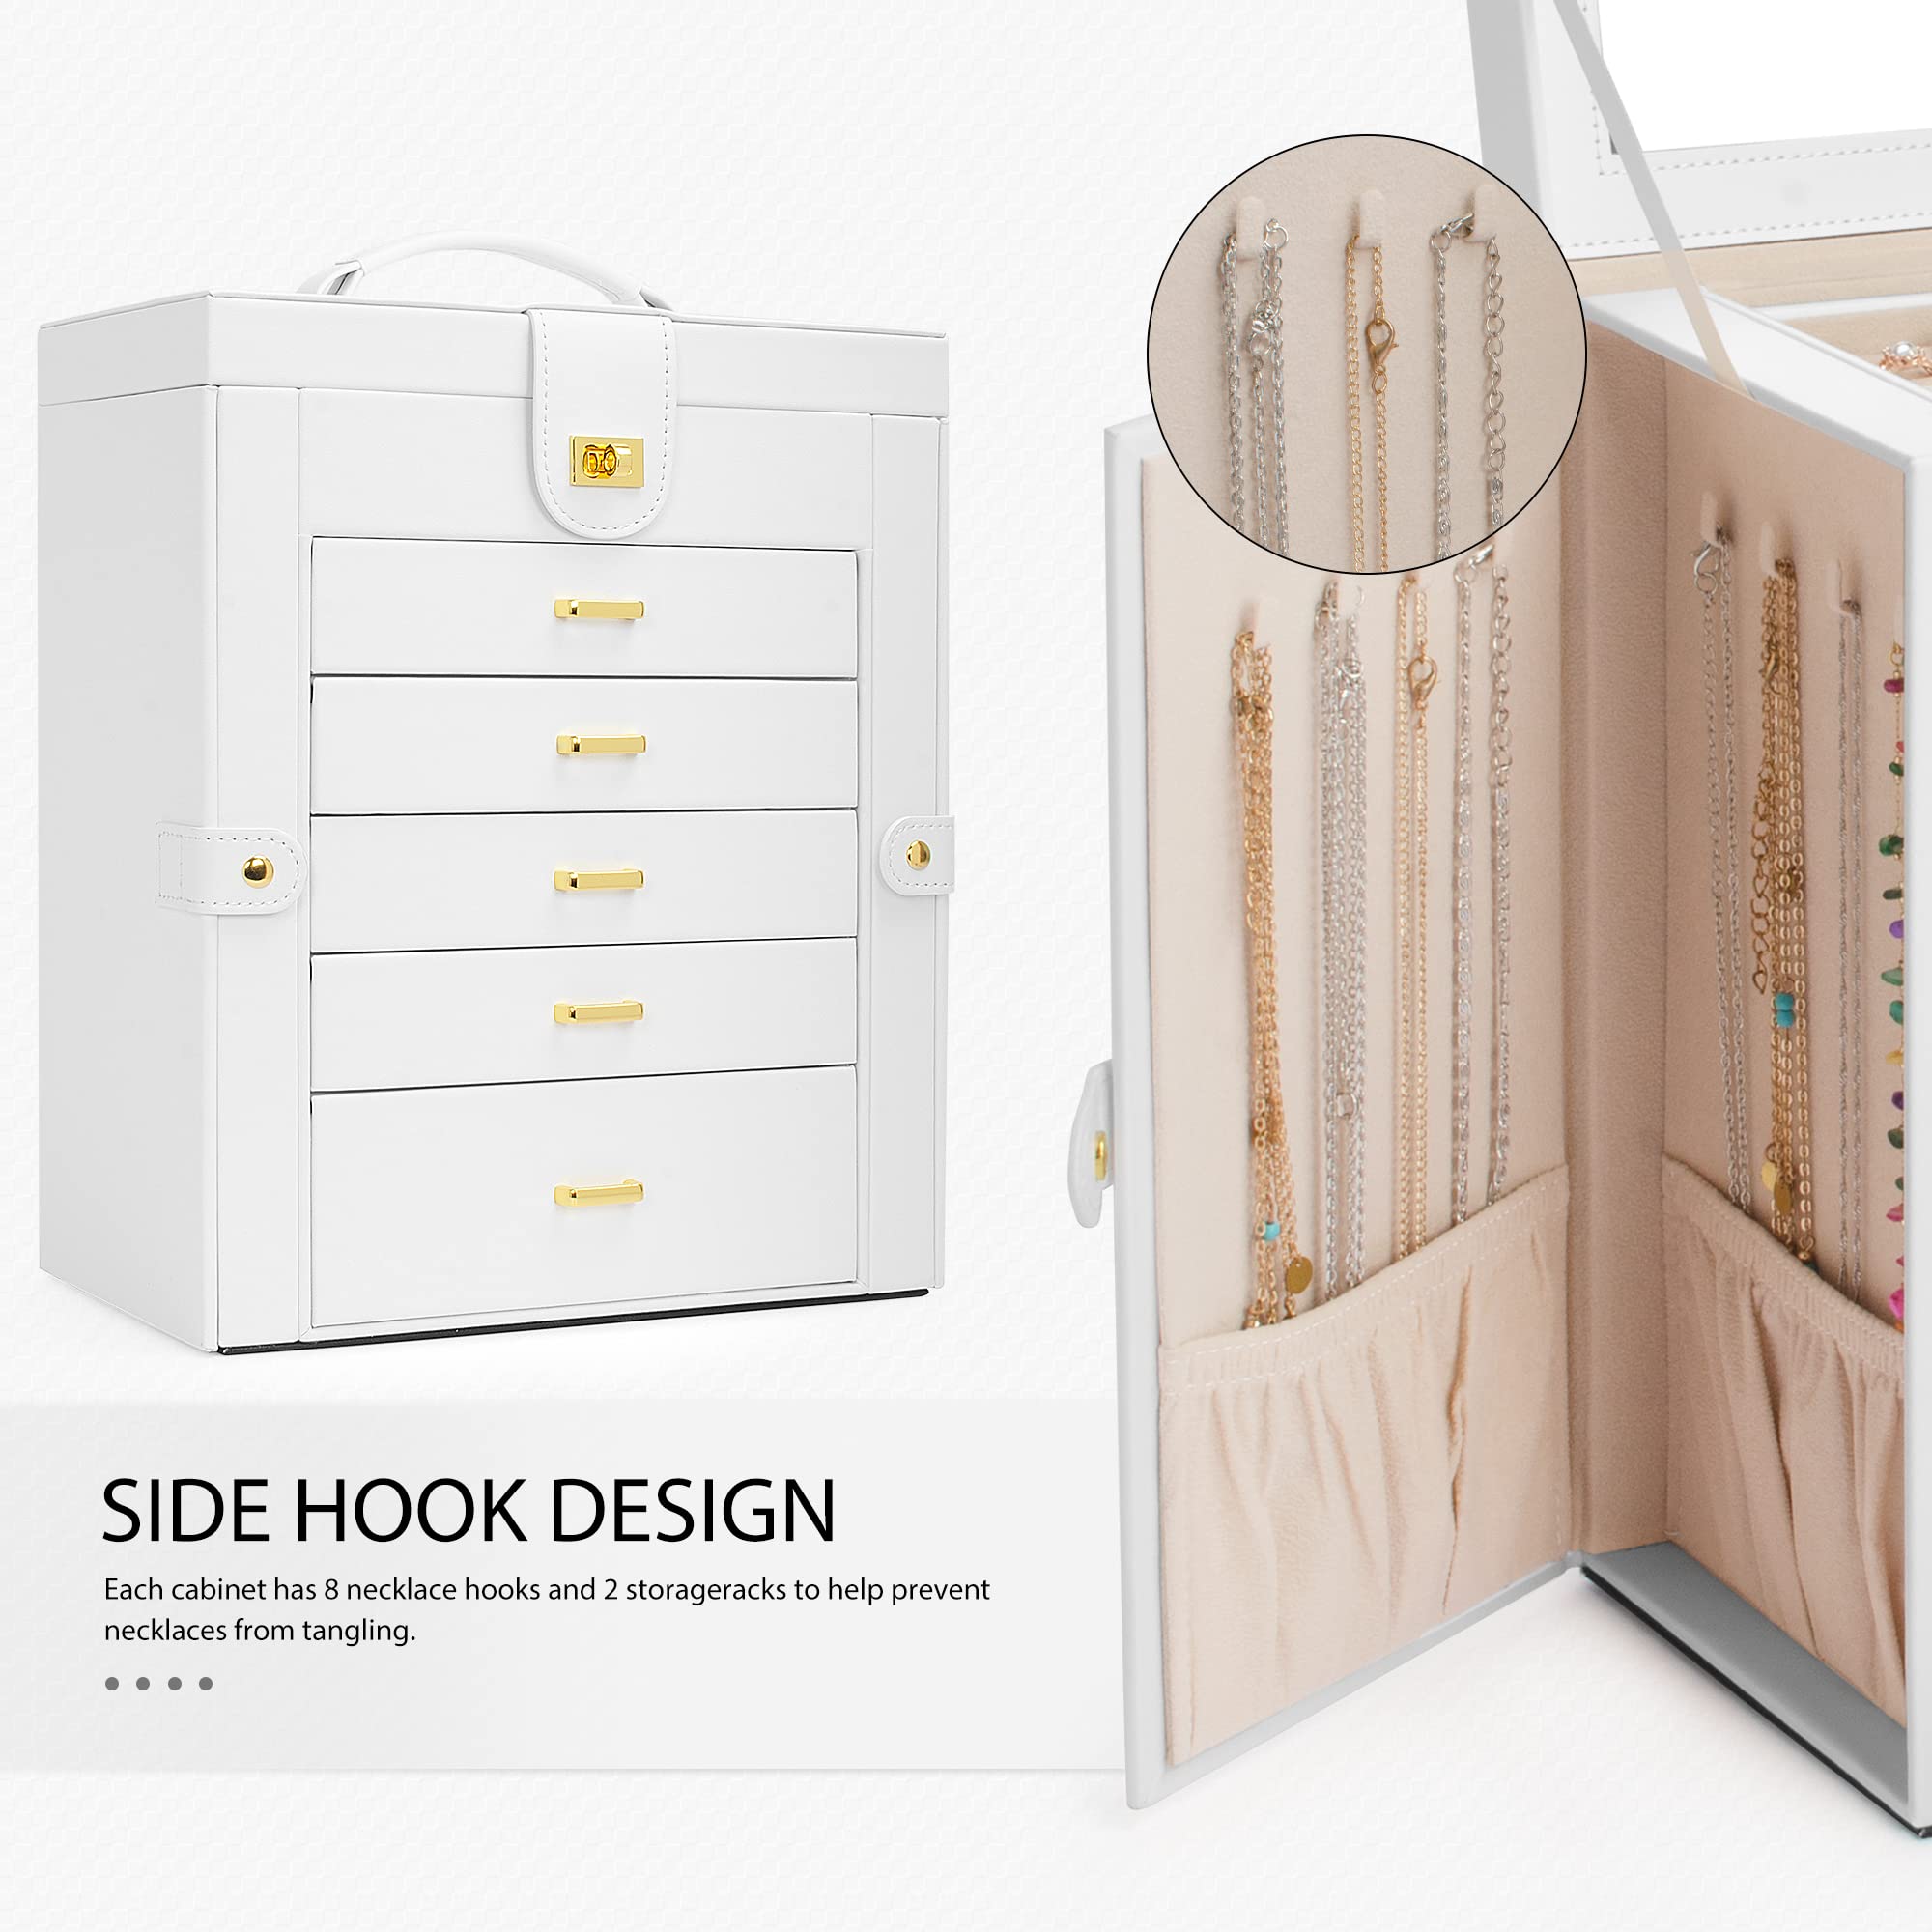 SIDE HOOK DESIGN
Each cabinet has 8 necklace hooks and 2 storageracks to help prevent
necklaces from tangling.